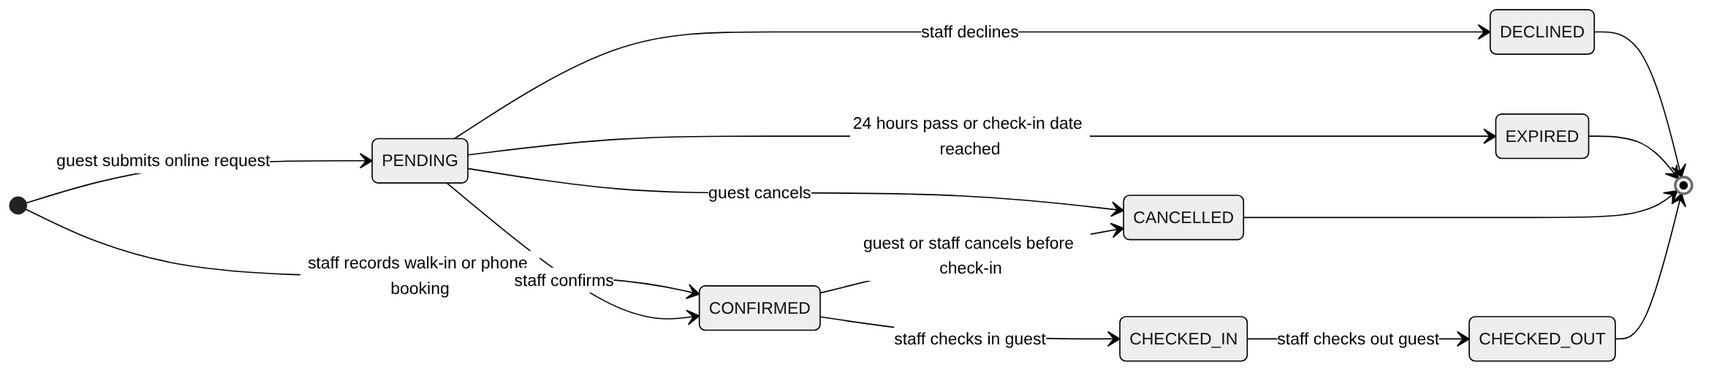 staff declines
DECLINED
24 hours pass or check-in date
reached
EXPIRED
guest submits online request
PENDING
guest cancels
CANCELLED
guest or staff cancels before
check-in
staff records walk-in or phone
booking
staff confirms
CONFIRMED
staff checks in guest
CHECKED_IN
staff checks out guest
CHECKED_OUT